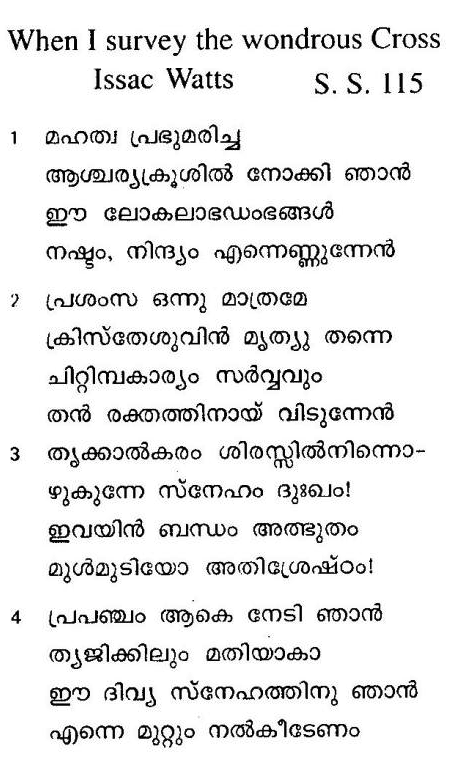 When I survey the wondrous Cross
Issac Watts S. S. 115
1 മഹത്വ പ്രഭുമരിച്ച
ആശ്ചര്യക്രൂശിൽ നോക്കി ഞാൻ
ഈ ലോകലാഭഡംഭങ്ങൾ
നഷ്ടം, നിന്ദ്യം എന്നെണ്ണുന്നേൻ
2 പ്രശംസ ഒന്നു മാത്രമേ
ക്രിസ്തേശുവിൻ മൃത്യു തന്നെ
ചിറ്റിമ്പകാര്യം സർവ്വവും
തൻ രക്തത്തിനായ് വിടുന്നേൻ
3 തൃക്കാൽകരം ശിരസ്സിൽനിന്നൊ-
ഴുകുന്നേ സ്നേഹം ദുഃഖം!
ഇവയിൻ ബന്ധം അത്ഭുതം
മുൾമുടിയോ അതിശ്രേഷ്ഠം!
4 പ്രപഞ്ചം ആകെ നേടി ഞാൻ
ത്യജിക്കിലും മതിയാകാ
ഈ ദിവ്യ സ്നേഹത്തിനു ഞാൻ
എന്നെ മുറ്റും നൽകീടേണം